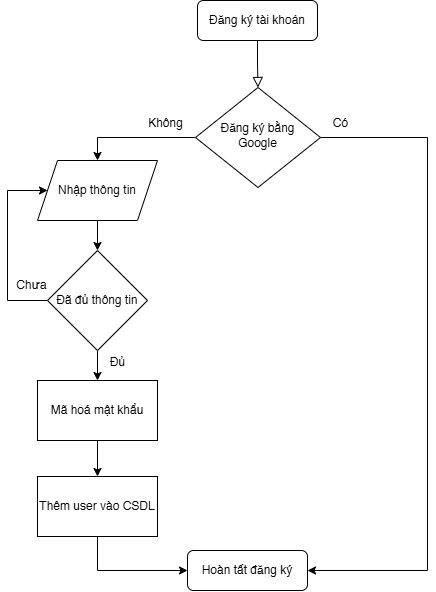 Đăng ký tài khoản
Đăng ký bằng
Google
Không
Có
Nhập thông tin
Chưa
Đã đủ thông tin
Đủ
Mã hoá mật khẩu
Thêm user vào CSDL
Hoàn tất đăng ký